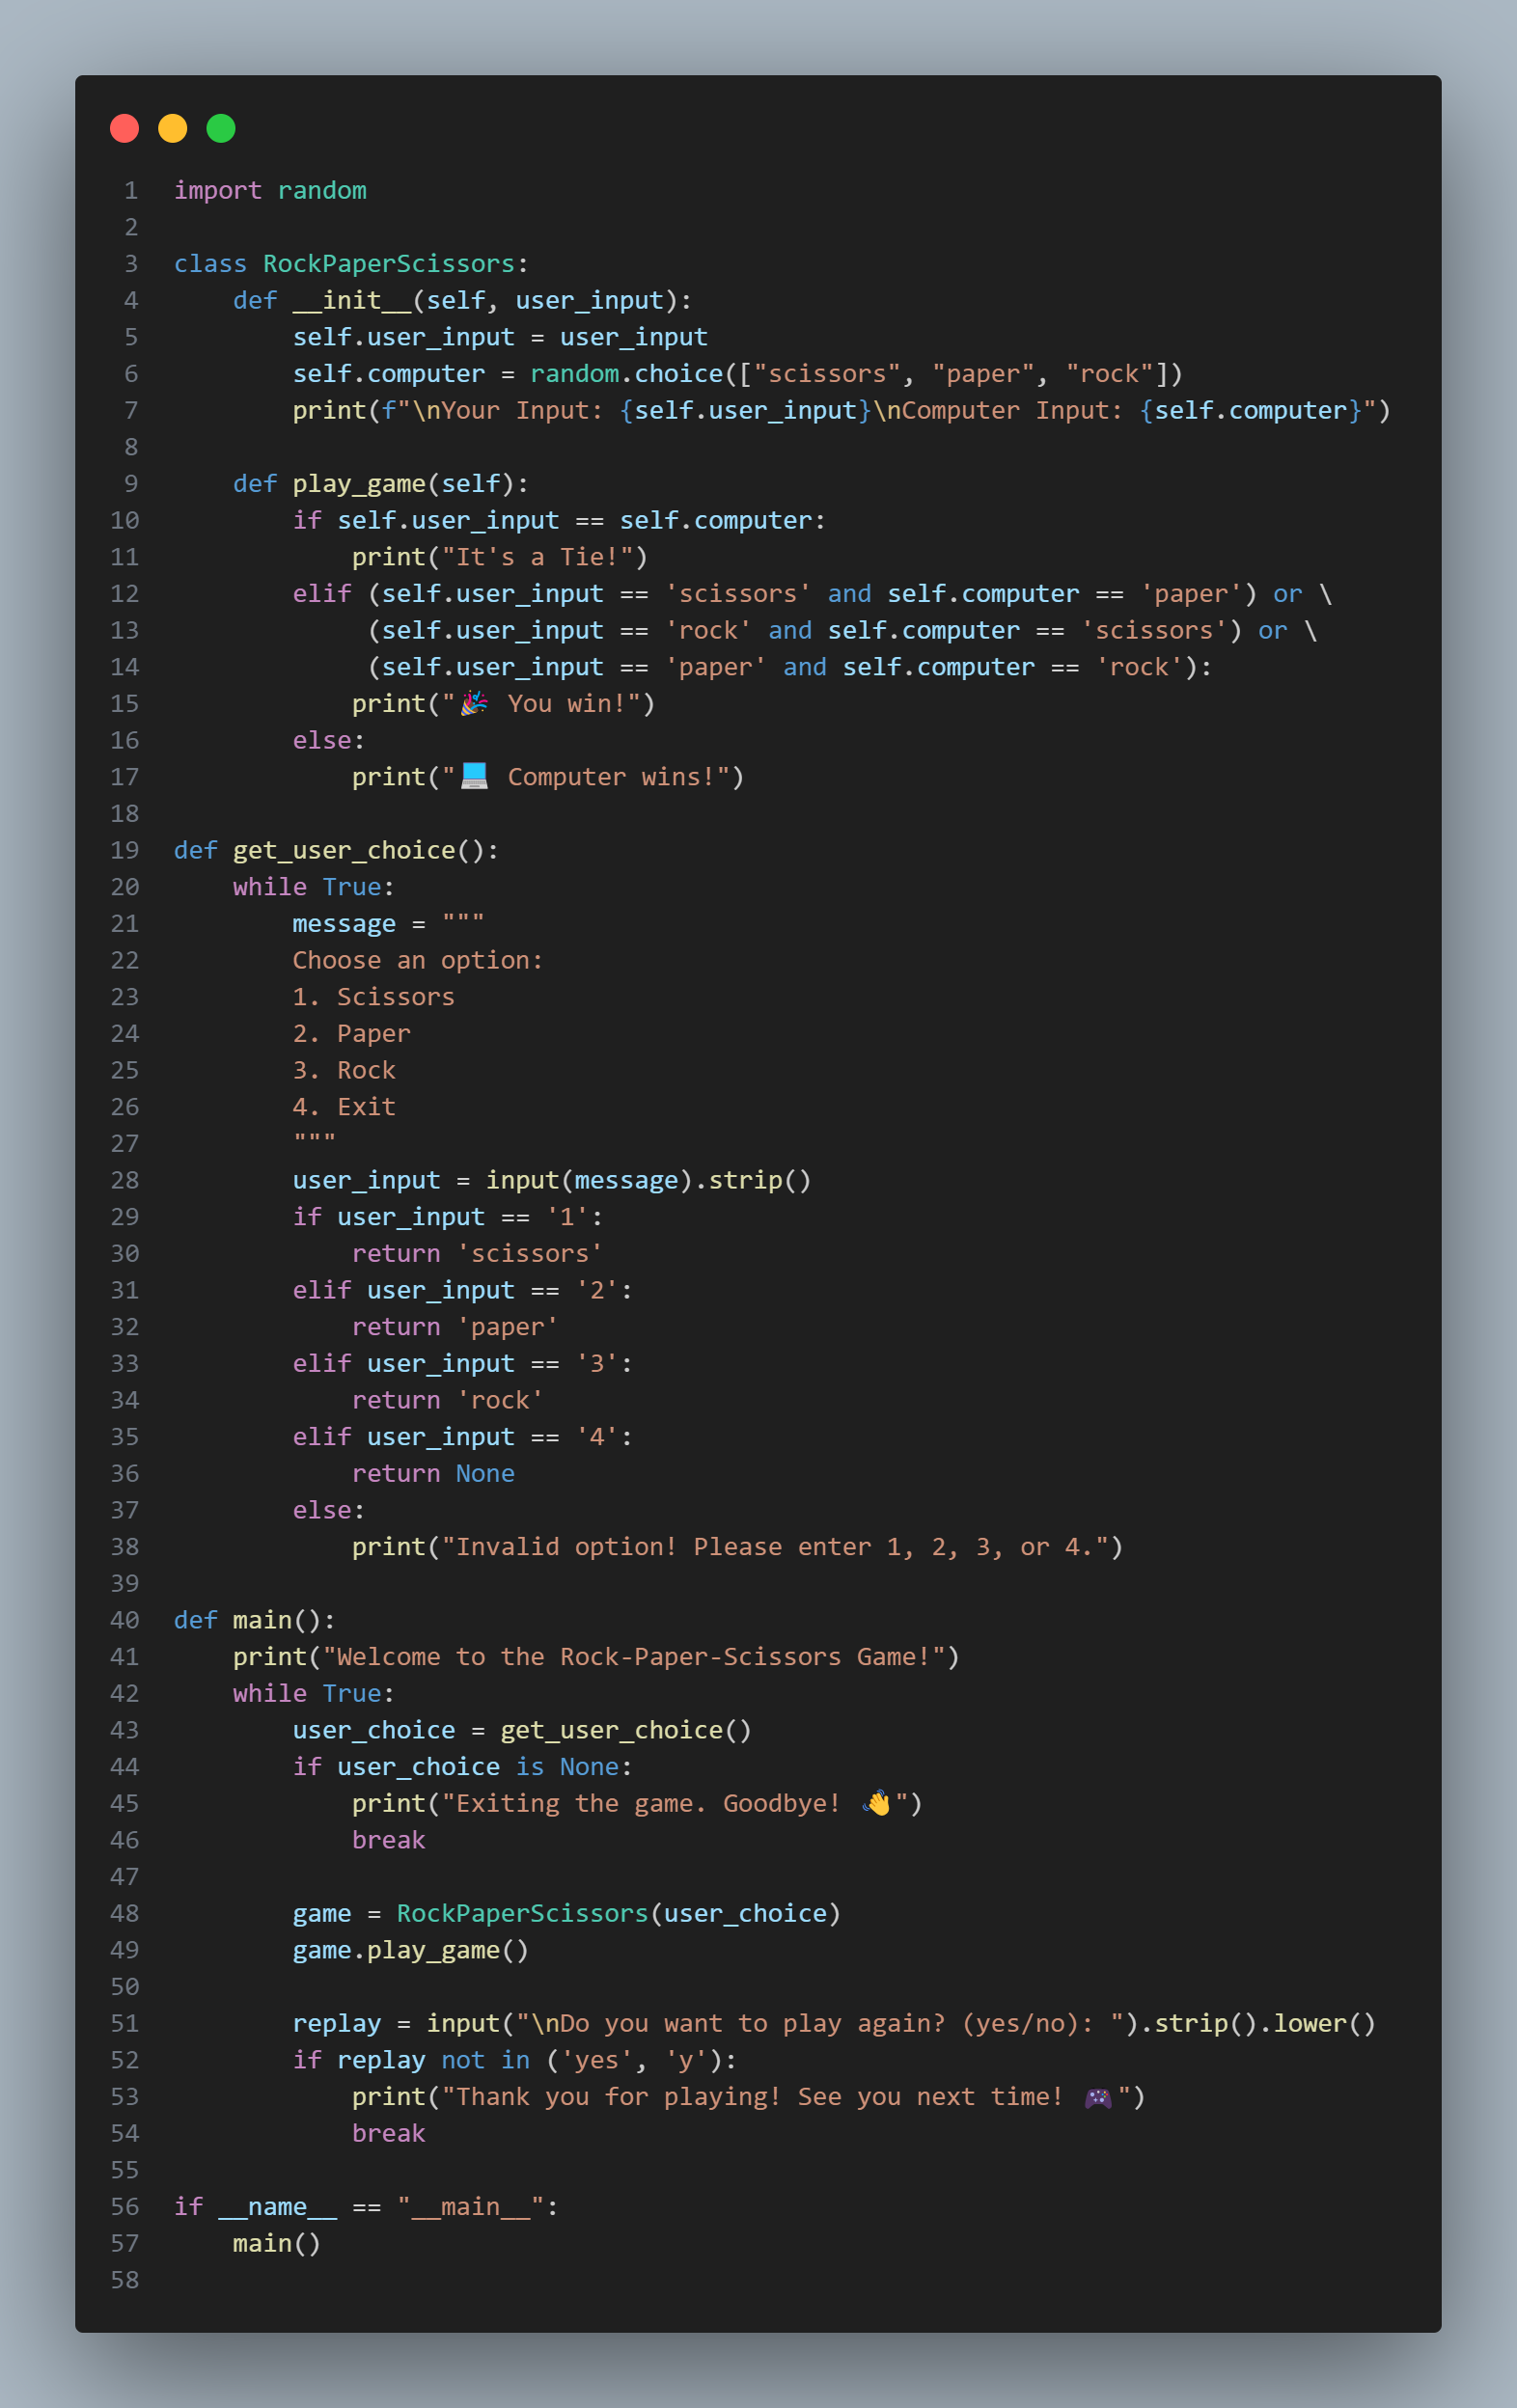 1 import random
2
3 class RockPaperScissors:
4     def __init__(self, user_input):
5         self.user_input = user_input
6         self.computer = random.choice(["scissors", "paper", "rock"])
7         print(f"\nYour Input: {self.user_input}\nComputer Input: {self.computer}")
8
9     def play_game(self):
10         if self.user_input == self.computer:
11             print("It's a Tie!")
12         elif (self.user_input == 'scissors' and self.computer == 'paper') or \
13              (self.user_input == 'rock' and self.computer == 'scissors') or \
14              (self.user_input == 'paper' and self.computer == 'rock'):
15             print("🎉 You win!")
16         else:
17             print("💻 Computer wins!")
18
19 def get_user_choice():
20     while True:
21         message = """
22         Choose an option:
23         1. Scissors
24         2. Paper
25         3. Rock
26         4. Exit
27         """
28         user_input = input(message).strip()
29         if user_input == '1':
30             return 'scissors'
31         elif user_input == '2':
32             return 'paper'
33         elif user_input == '3':
34             return 'rock'
35         elif user_input == '4':
36             return None
37         else:
38             print("Invalid option! Please enter 1, 2, 3, or 4.")
39
40 def main():
41     print("Welcome to the Rock-Paper-Scissors Game!")
42     while True:
43         user_choice = get_user_choice()
44         if user_choice is None:
45             print("Exiting the game. Goodbye! 👋")
46             break
47
48         game = RockPaperScissors(user_choice)
49         game.play_game()
50
51         replay = input("\nDo you want to play again? (yes/no): ").strip().lower()
52         if replay not in ('yes', 'y'):
53             print("Thank you for playing! See you next time! 🎮")
54             break
55
56 if __name__ == "__main__":
57     main()
58